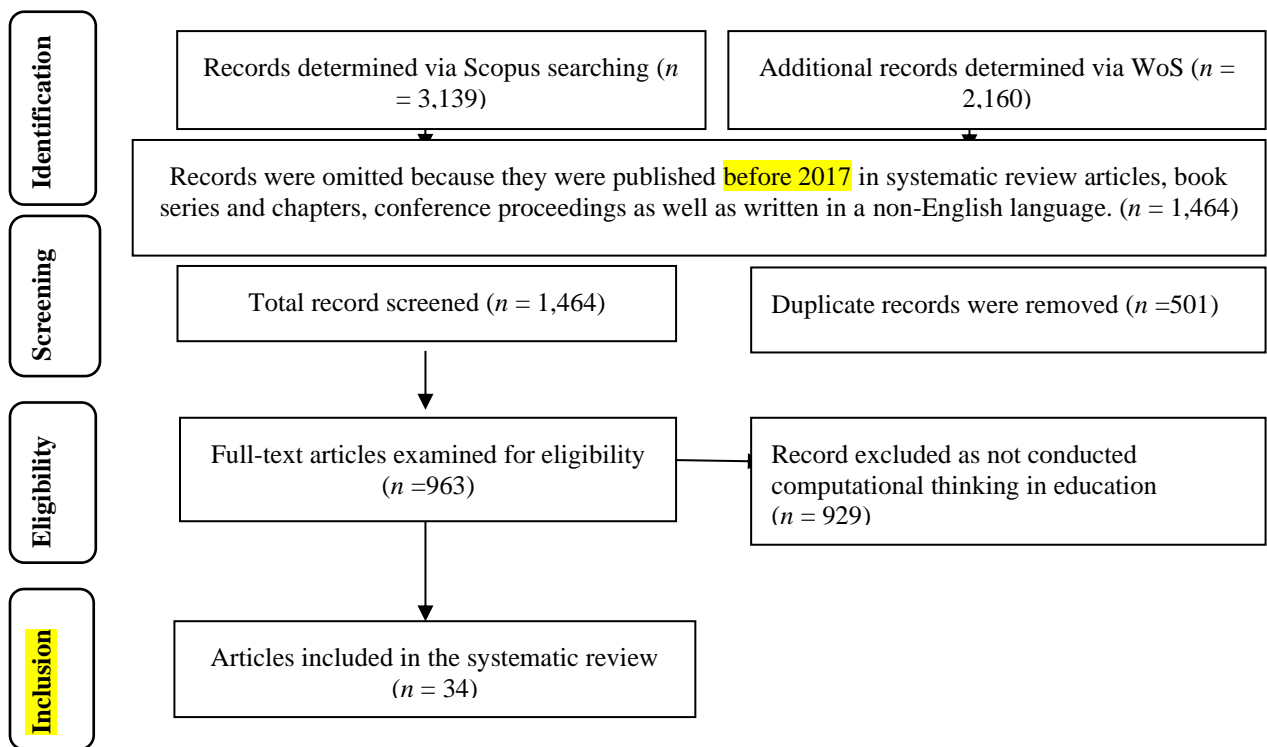 Identification
Records determined via Scopus searching (n
= 3,139)
Additional records determined via WoS (n =
2,160)
Records were omitted because they were published before 2017 in systematic review articles, book
series and chapters, conference proceedings as well as written in a non-English language. (n = 1,464)
Screening
Total record screened (n = 1,464)
Duplicate records were removed (n =501)
Eligibility
Full-text articles examined for eligibility
(n =963)
Record excluded as not conducted
computational thinking in education
(n = 929)
Inclusion
Articles included in the systematic review
(n = 34)